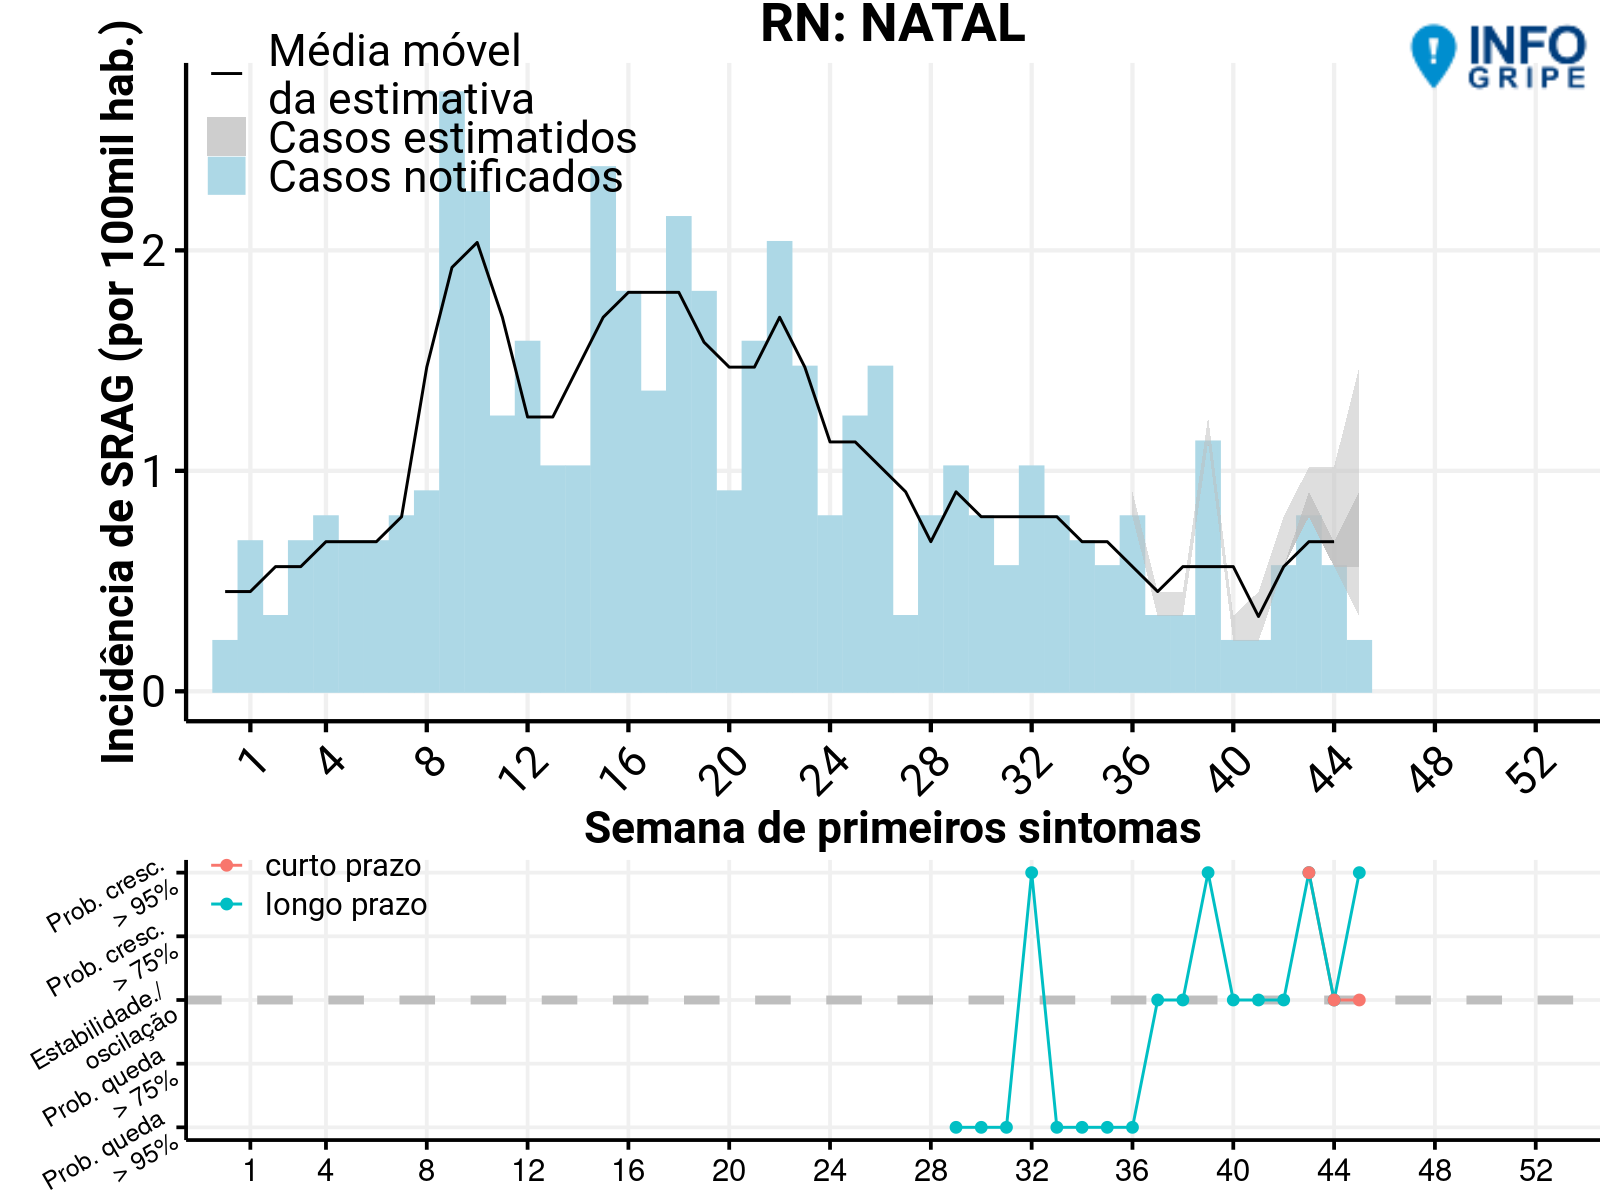 RN: NATAL
INFO
GRIPE
Média móvel
da estimativa
Casos estimatidos
Casos notificados
Incidência de SRAG (por 100mil hab.)
2
1
0
1 4 8 12 16 20 24 28 32 36 40 44 48 52
Semana de primeiros sintomas
curto prazo
longo prazo
Prob. cresc.
> 95%
Prob. cresc.
> 75%
Estabilidade./
oscilação
Prob. queda
> 75%
Prob. queda
> 95%
1 4 8 12 16 20 24 28 32 36 40 44 48 52